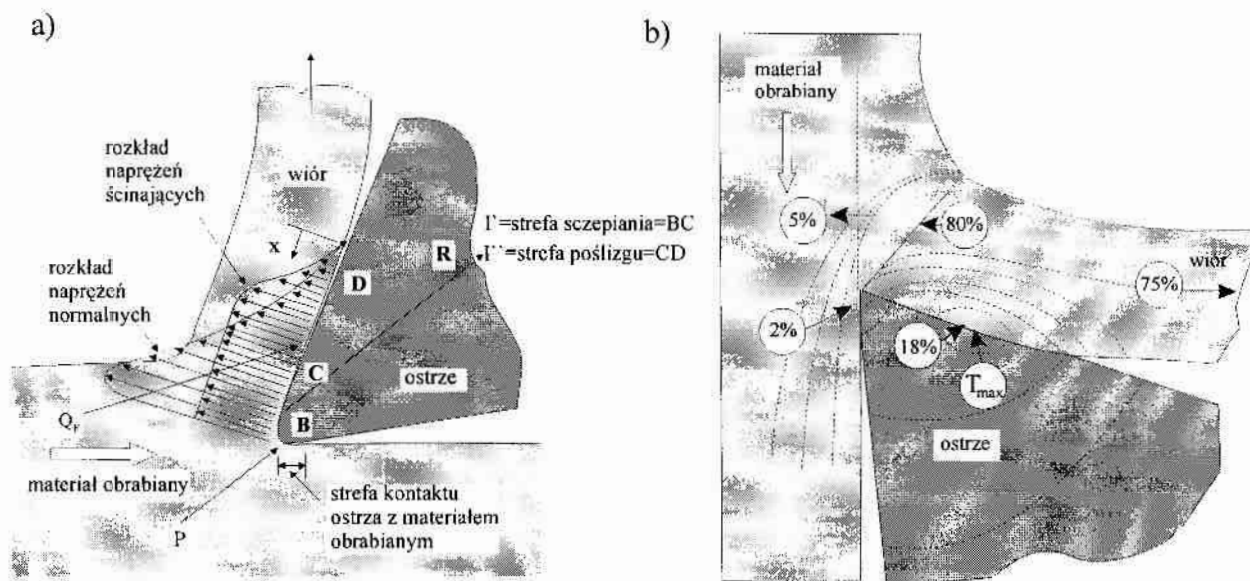 a)
rozkład
naprężeń
ścinających
wiór
x
Γ=strefa sczepiania=BC
Γ`=strefa poślizgu=CD
R
D
rozkład
naprężeń
normalnych
C
ostrze
B
materiał obrabiany
strefa kontaktu
ostrza z materiałem
obrabianym
P
b)
materiał
obrabiany
5%
80%
wiór
75%
2%
18%
Tmax
ostrze